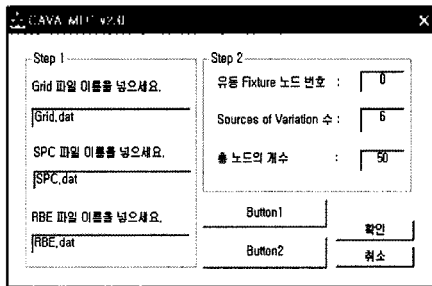 CAVA MLC v2.0
Step 1
Grid 파일 이름을 넣으세요.
Grid,dat
SPC 파일 이름을 넣으세요.
SPC,dat
RBE 파일 이름을 넣으세요.
RBE,dat
Step 2
유동 Fixture 노드 번호 : 0
Sources of Variation 수 : 6
총 노드의 개수 : 50
Button1
Button2
확인
취소